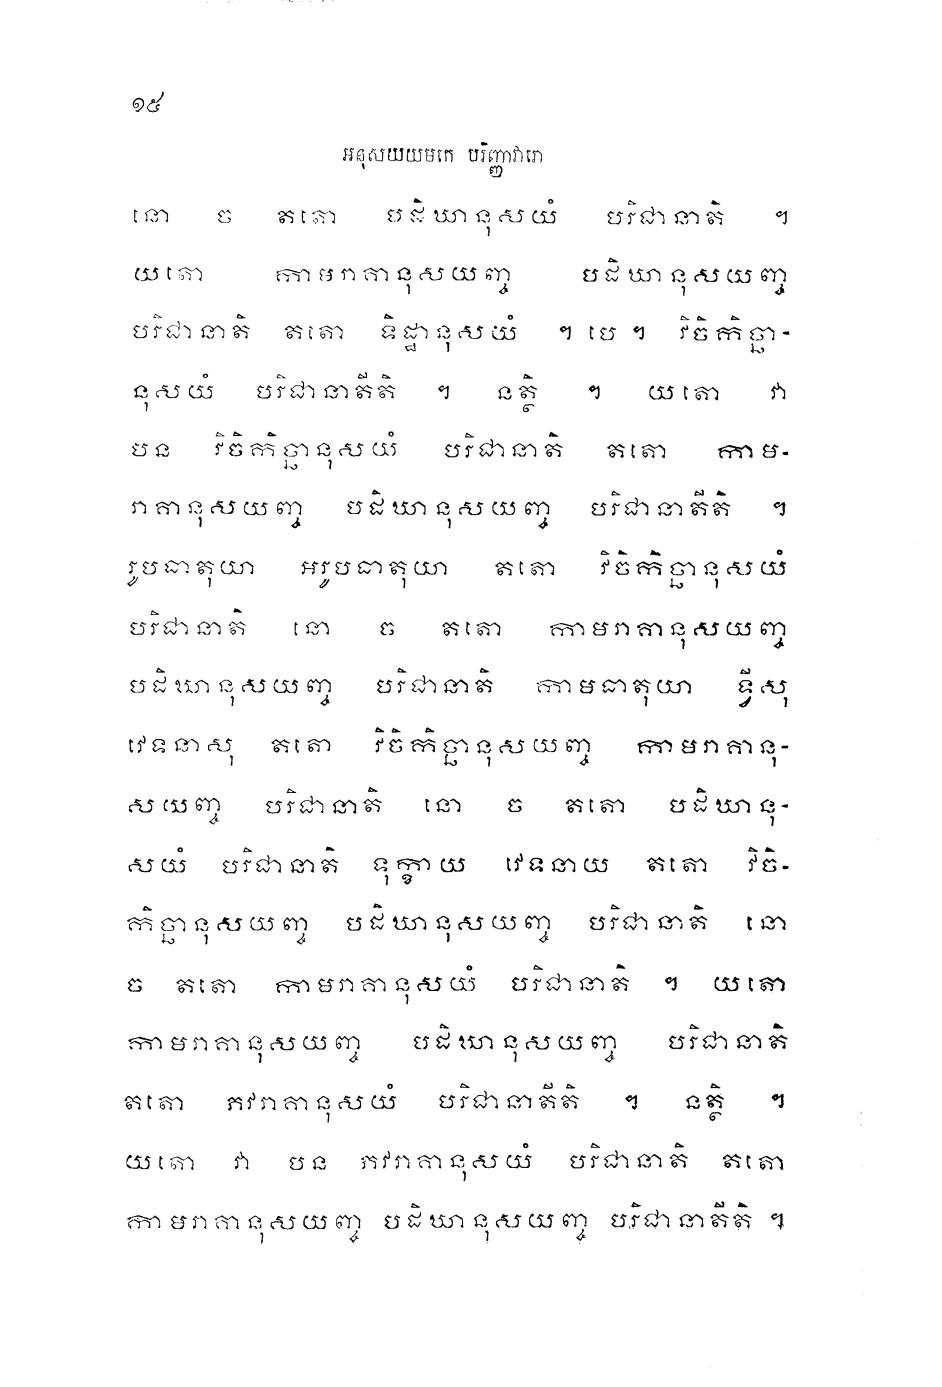 ១៥
អនុសយយមកេ បរិញ្ញាវារោ
នោ ច តតោ បដិឃានុសយំ បរិជានាតិ ។
យតោ កាមរាគានុសយញ្ច បដិឃានុសយញ្ច
បរិជានាតិ តតោ ទិដ្ឋានុសយំ ។ បេ ។ វិចិកិច្ឆា-
នុសយំ បរិជានាតីតិ ។ នត្ថិ ។ យតោ វា
បន វិចិកិច្ឆានុសយំ បរិជានាតិ តតោ កាម-
រាគានុសយញ្ច បដិឃានុសយញ្ច បរិជានាតីតិ ។
រូបធាតុយា អរូបធាតុយា តតោ វិចិកិច្ឆានុសយំ
បរិជានាតិ នោ ច តតោ កាមរាគានុសយញ្ច
បដិឃានុសយញ្ច បរិជានាតិ កាមធាតុយា ទ្វីសុ
វេទនាសុ តតោ វិចិកិច្ឆានុសយញ្ច កាមរាគានុ-
សយញ្ច បរិជានាតិ នោ ច តតោ បដិឃានុ-
សយំ បរិជានាតិ ទុក្ខាយ វេទនាយ តតោ វិចិ-
កិច្ឆានុសយញ្ច បដិឃានុសយញ្ច បរិជានាតិ នោ
ច តតោ កាមរាគានុសយំ បរិជានាតិ ។ យតោ
កាមរាគានុសយញ្ច បដិឃានុសយញ្ច បរិជានាតិ
តតោ ភវរាគានុសយំ បរិជានាតីតិ ។ នត្ថិ ។
យតោ វា បន ភវរាគានុសយំ បរិជានាតិ តតោ
កាមរាគានុសយញ្ច បដិឃានុសយញ្ច បរិជានាតីតិ ។